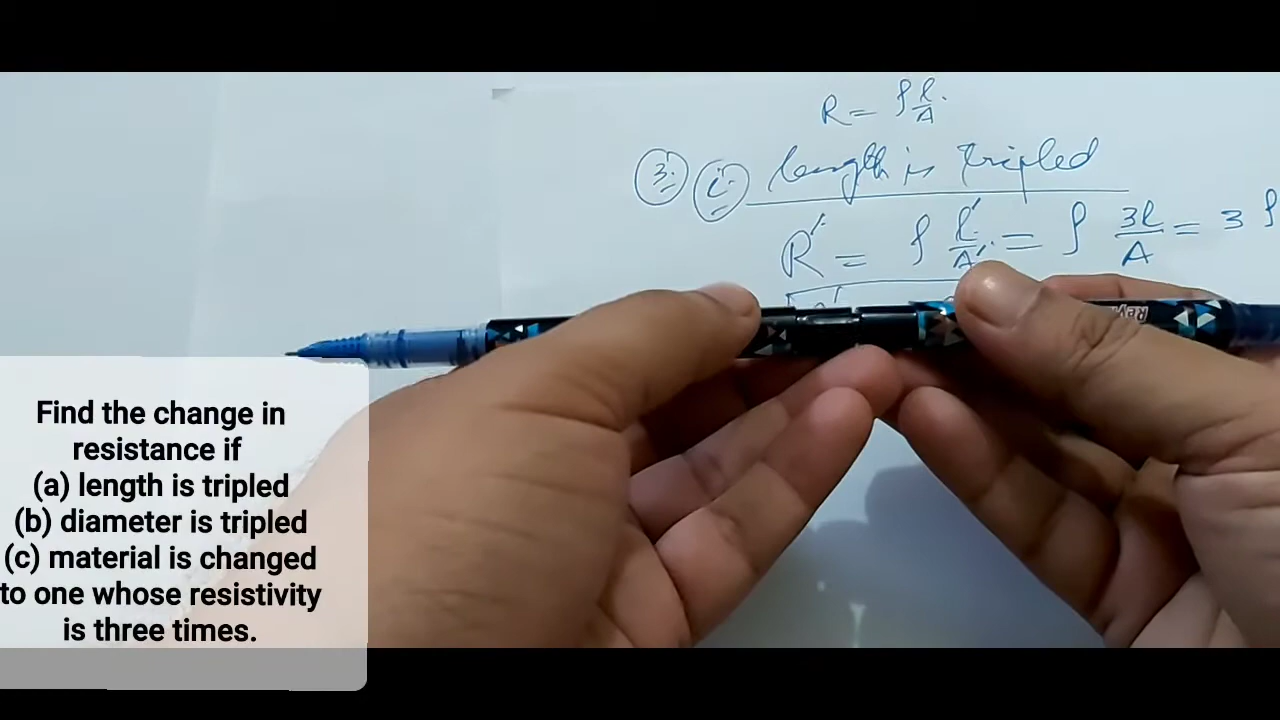 R = ρ l/A.
3. i. length is tripled
R' = ρ l'/A' = ρ 3l/A = 3 ρ
Find the change in
resistance if
(a) length is tripled
(b) diameter is tripled
(c) material is changed
to one whose resistivity
is three times.